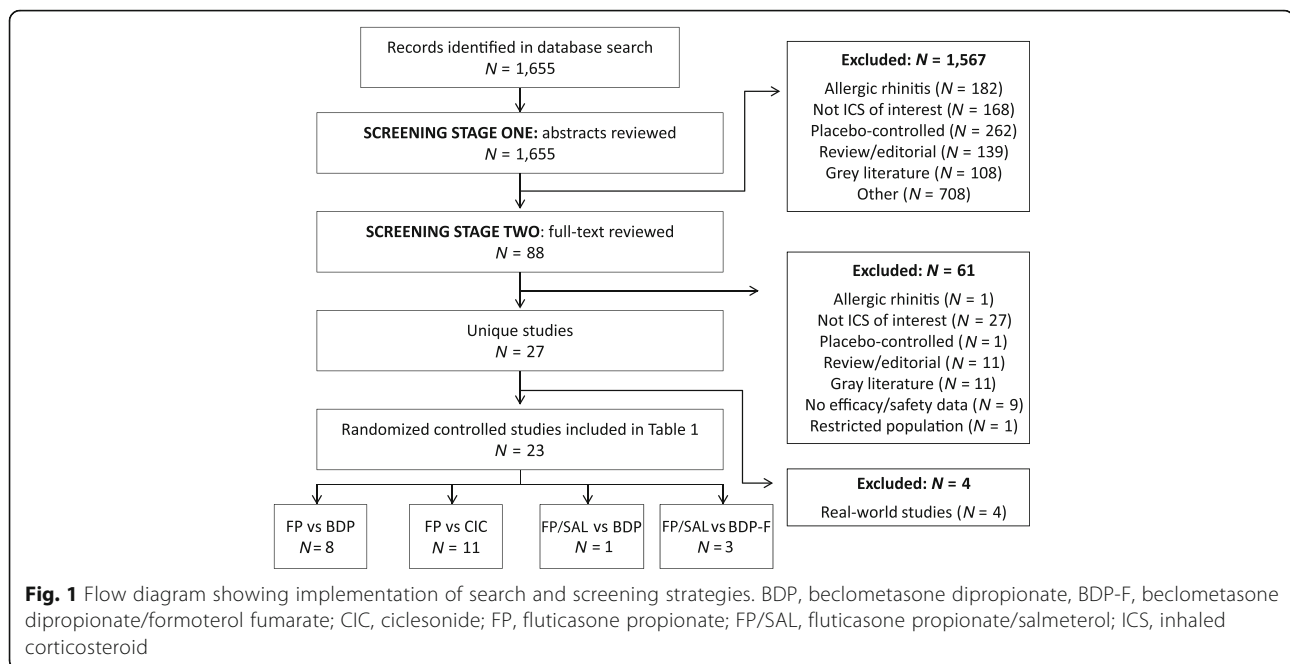 Records identified in database search
N = 1,655
Excluded: N = 1,567
Allergic rhinitis (N = 182)
Not ICS of interest (N = 168)
Placebo-controlled (N = 262)
Review/editorial (N = 139)
Grey literature (N = 108)
Other (N = 708)
SCREENING STAGE ONE: abstracts reviewed
N = 1,655
SCREENING STAGE TWO: full-text reviewed
N = 88
Excluded: N = 61
Allergic rhinitis (N = 1)
Not ICS of interest (N = 27)
Placebo-controlled (N = 1)
Review/editorial (N = 11)
Gray literature (N = 11)
No efficacy/safety data (N = 9)
Restricted population (N = 1)
Unique studies
N = 27
Randomized controlled studies included in Table 1
N = 23
Excluded: N = 4
Real-world studies (N = 4)
FP vs BDP
N = 8
FP vs CIC
N = 11
FP/SAL vs BDP
N = 1
FP/SAL vs BDP-F
N = 3
Fig. 1 Flow diagram showing implementation of search and screening strategies. BDP, beclometasone dipropionate, BDP-F, beclometasone
dipropionate/formoterol fumarate; CIC, ciclesonide; FP, fluticasone propionate; FP/SAL, fluticasone propionate/salmeterol; ICS, inhaled
corticosteroid